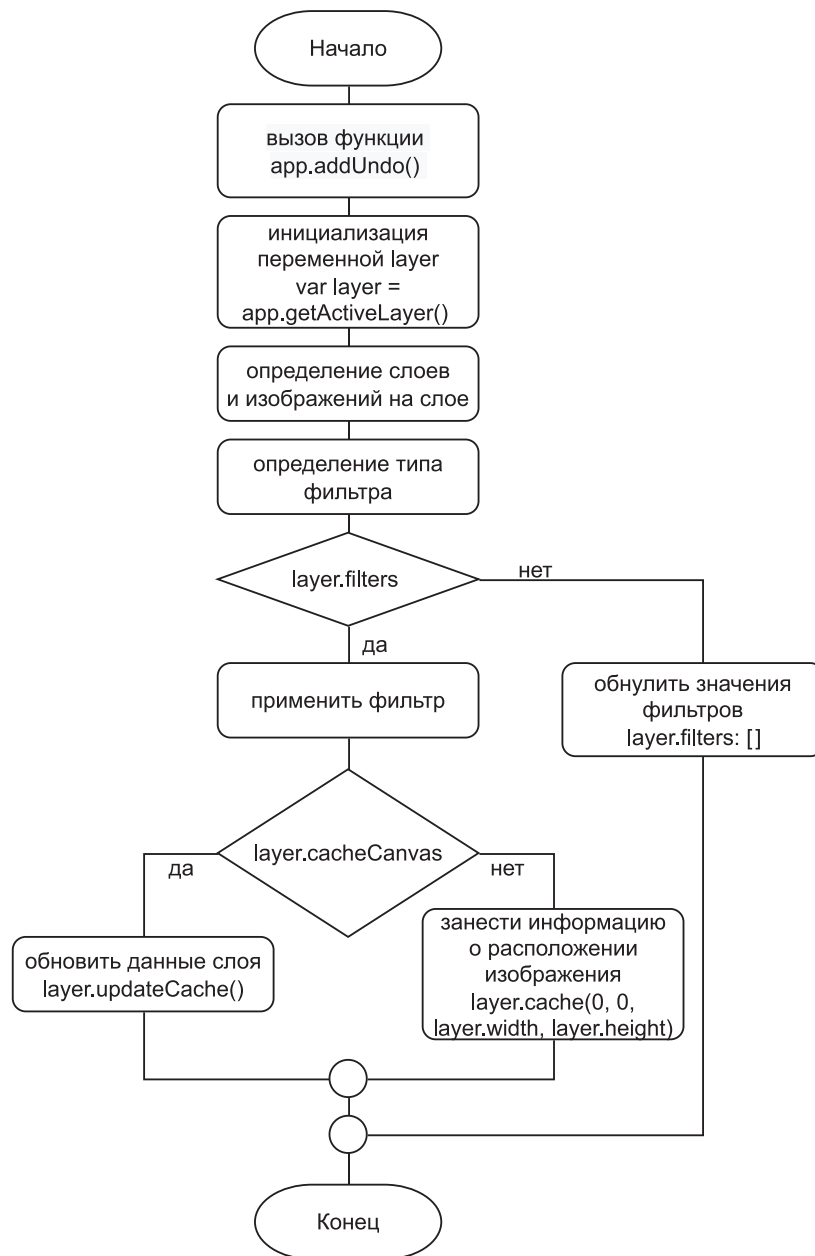 Начало
вызов функции
app.addUndo()
инициализация
переменной layer
var layer =
app.getActiveLayer()
определение слоев
и изображений на слое
определение типа
фильтра
layer.filters
нет
да
применить фильтр
обнулить значения
фильтров
layer.filters: []
layer.cacheCanvas
да
нет
обновить данные слоя
layer.updateCache()
занести информацию
о расположении
изображения
layer.cache(0, 0,
layer.width, layer.height)
Конец